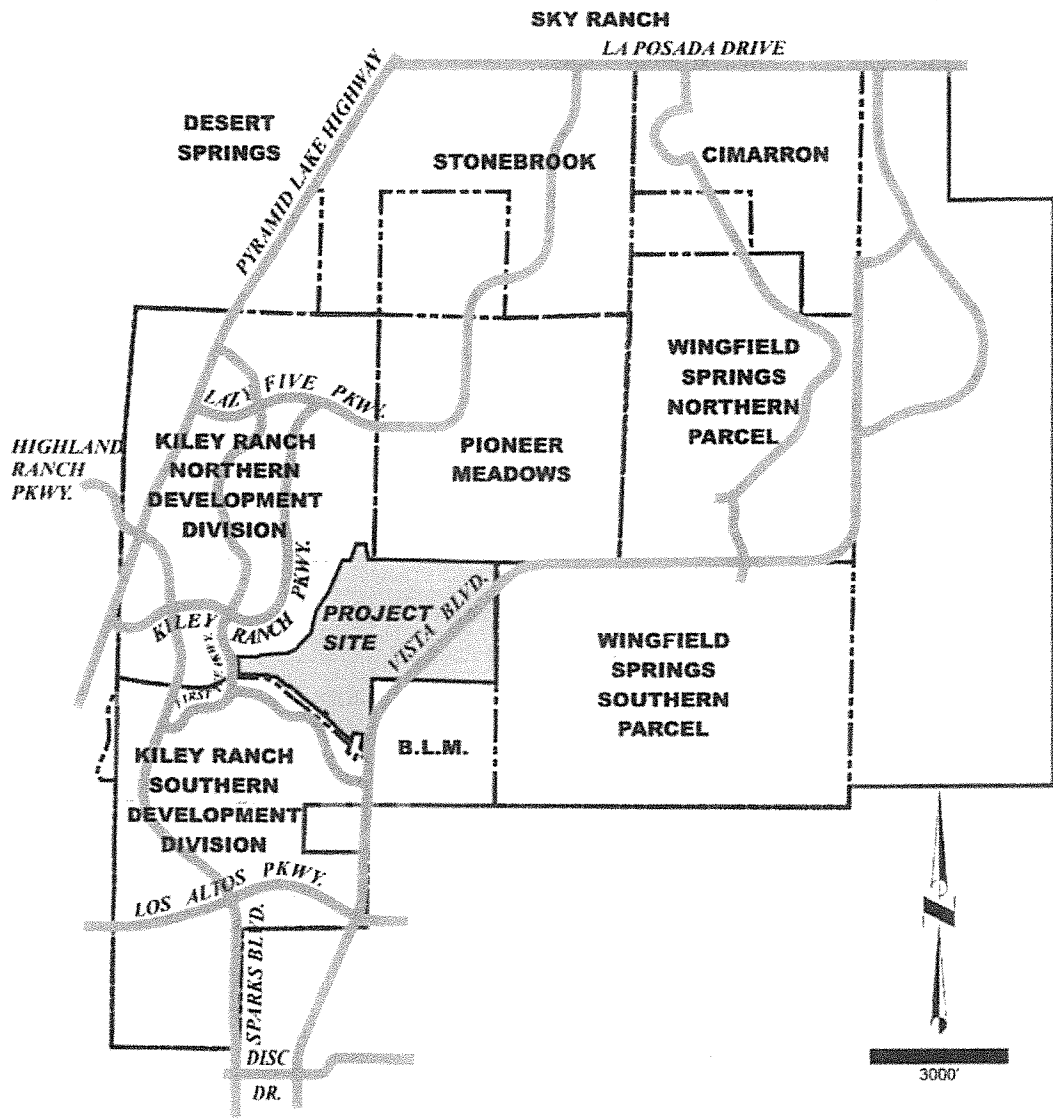 SKY RANCH
LA POSADA DRIVE
PYRAMID LAKE HIGHWAY
DESERT
SPRINGS
STONEBROOK
CIMARRON
WINGFIELD
SPRINGS
NORTHERN
PARCEL
LAZY FIVE PKWY.
HIGHLAND
RANCH
PKWY.
KILEY RANCH
NORTHERN
DEVELOPMENT
DIVISION
PIONEER
MEADOWS
KILEY RANCH PKWY.
PROJECT
SITE
VISTA BLVD.
WINGFIELD
SPRINGS
SOUTHERN
PARCEL
FIRST
B.L.M.
KILEY RANCH
SOUTHERN
DEVELOPMENT
DIVISION
LOS ALTOS PKWY.
SPARKS BLVD.
DISC
DR.
3000'